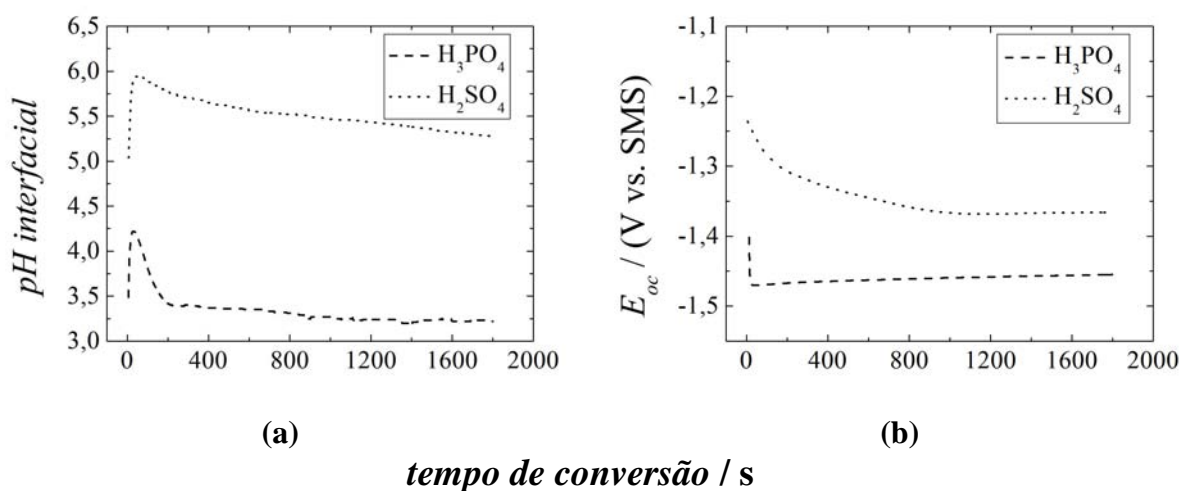 6,5
6,0
5,5
5,0
4,5
4,0
3,5
3,0
pH interfacial
H₃PO₄
H₂SO₄
0 400 800 1200 1600 2000
(a)
-1,1
-1,2
-1,3
-1,4
-1,5
E_oc / (V vs. SMS)
H₃PO₄
H₂SO₄
0 400 800 1200 1600 2000
(b)
tempo de conversão / s